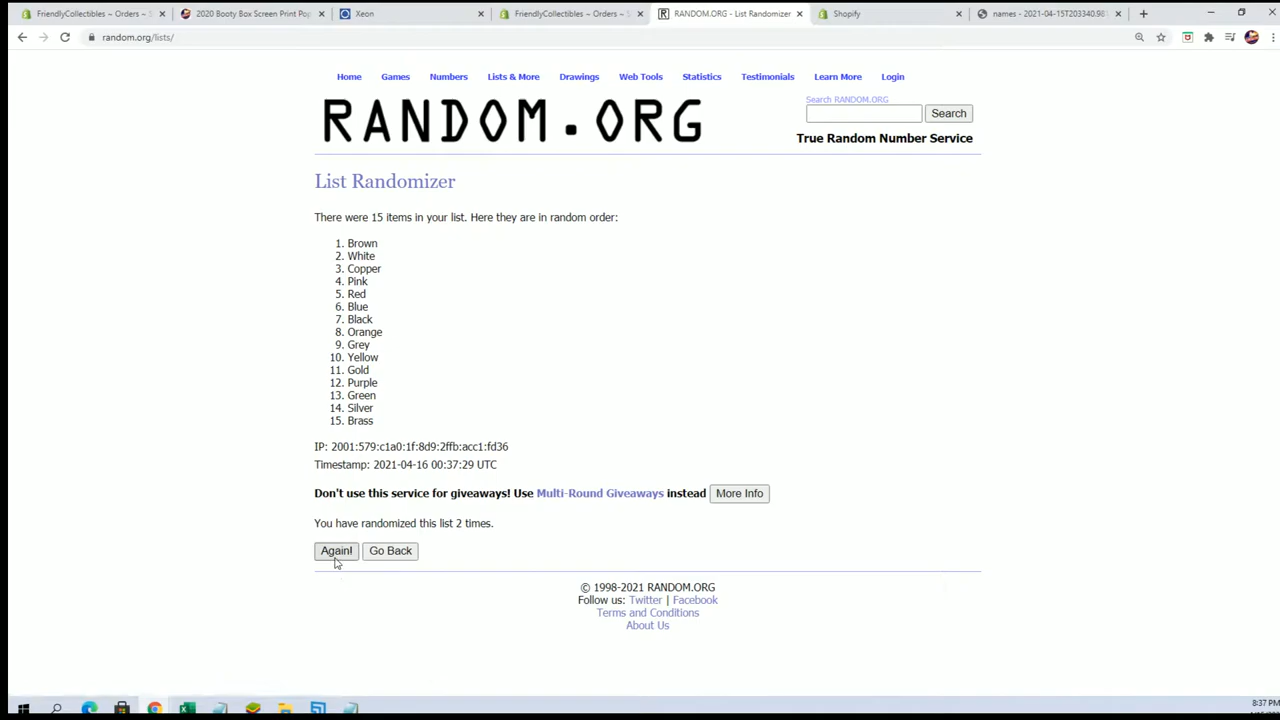 FriendlyCollectibles ~ Orders ~ S
2020 Booty Box Screen Print Pop
Xeon
FriendlyCollectibles ~ Orders ~ S
RANDOM.ORG - List Randomizer
Shopify
names - 2021-04-15T203340.98
random.org/lists/
Home Games Numbers Lists & More Drawings Web Tools Statistics Testimonials Learn More Login
RANDOM.ORG
Search RANDOM.ORG
Search
True Random Number Service
List Randomizer
There were 15 items in your list. Here they are in random order:
1. Brown
2. White
3. Copper
4. Pink
5. Red
6. Blue
7. Black
8. Orange
9. Grey
10. Yellow
11. Gold
12. Purple
13. Green
14. Silver
15. Brass
IP: 2001:579:c1a0:1f:8d9:2ffb:acc1:fd36
Timestamp: 2021-04-16 00:37:29 UTC
Don't use this service for giveaways! Use Multi-Round Giveaways instead More Info
You have randomized this list 2 times.
Again! Go Back
© 1998-2021 RANDOM.ORG
Follow us: Twitter | Facebook
Terms and Conditions
About Us
8:37 PM